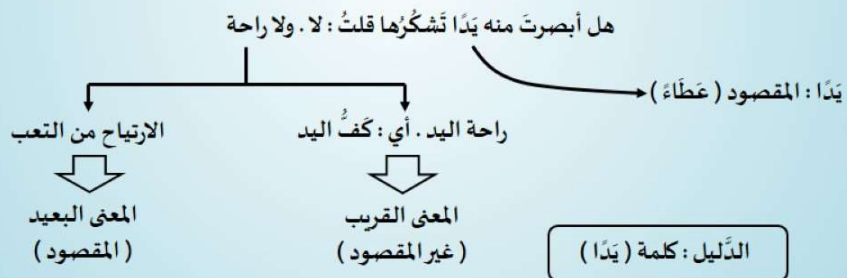 هل أبصرتَ منه يَدًا تَشكُرُها قلتُ : لا . ولا راحة
يَدًا : المقصود ( عَطَاءً )
راحة اليد . أي : كَفُّ اليد
الارتياح من التعب
المعنى القريب
( غير المقصود )
المعنى البعيد
( المقصود )
الدَّليل : كلمة ( يَدًا )